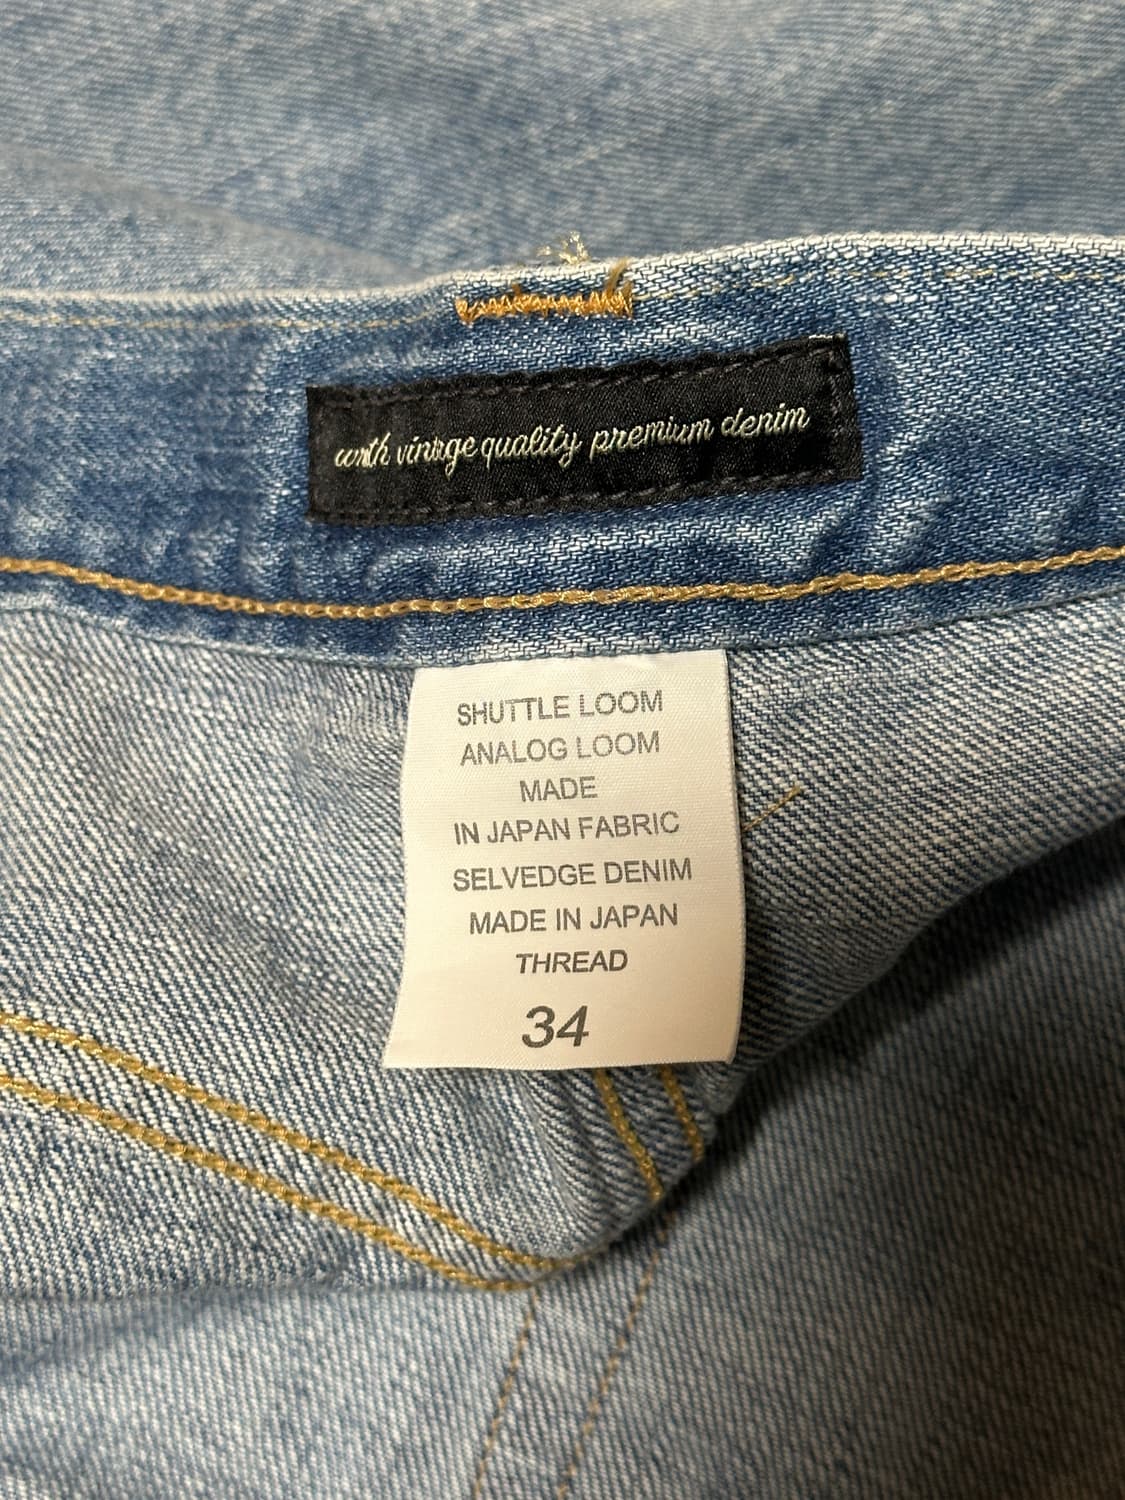 with vintage quality premium denim
SHUTTLE LOOM
ANALOG LOOM
MADE
IN JAPAN FABRIC
SELVEDGE DENIM
MADE IN JAPAN
THREAD
34